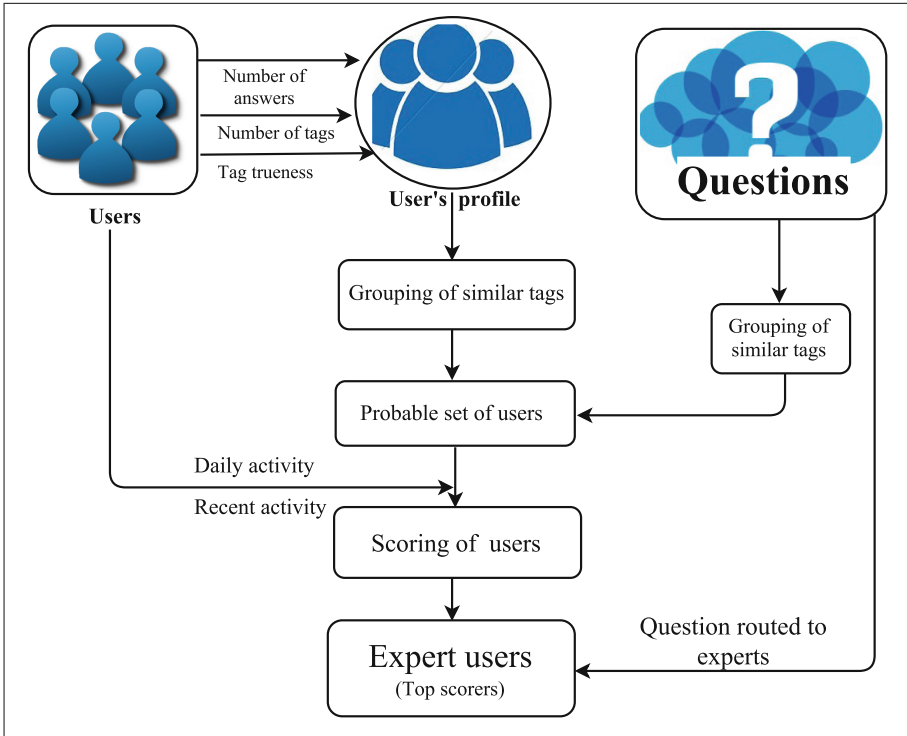 Number of
answers
Number of tags
Tag trueness
Users
User's profile
?
Questions
Grouping of similar tags
Grouping of
similar tags
Probable set of users
Daily activity
Recent activity
Scoring of users
Question routed to
experts
Expert users
(Top scorers)